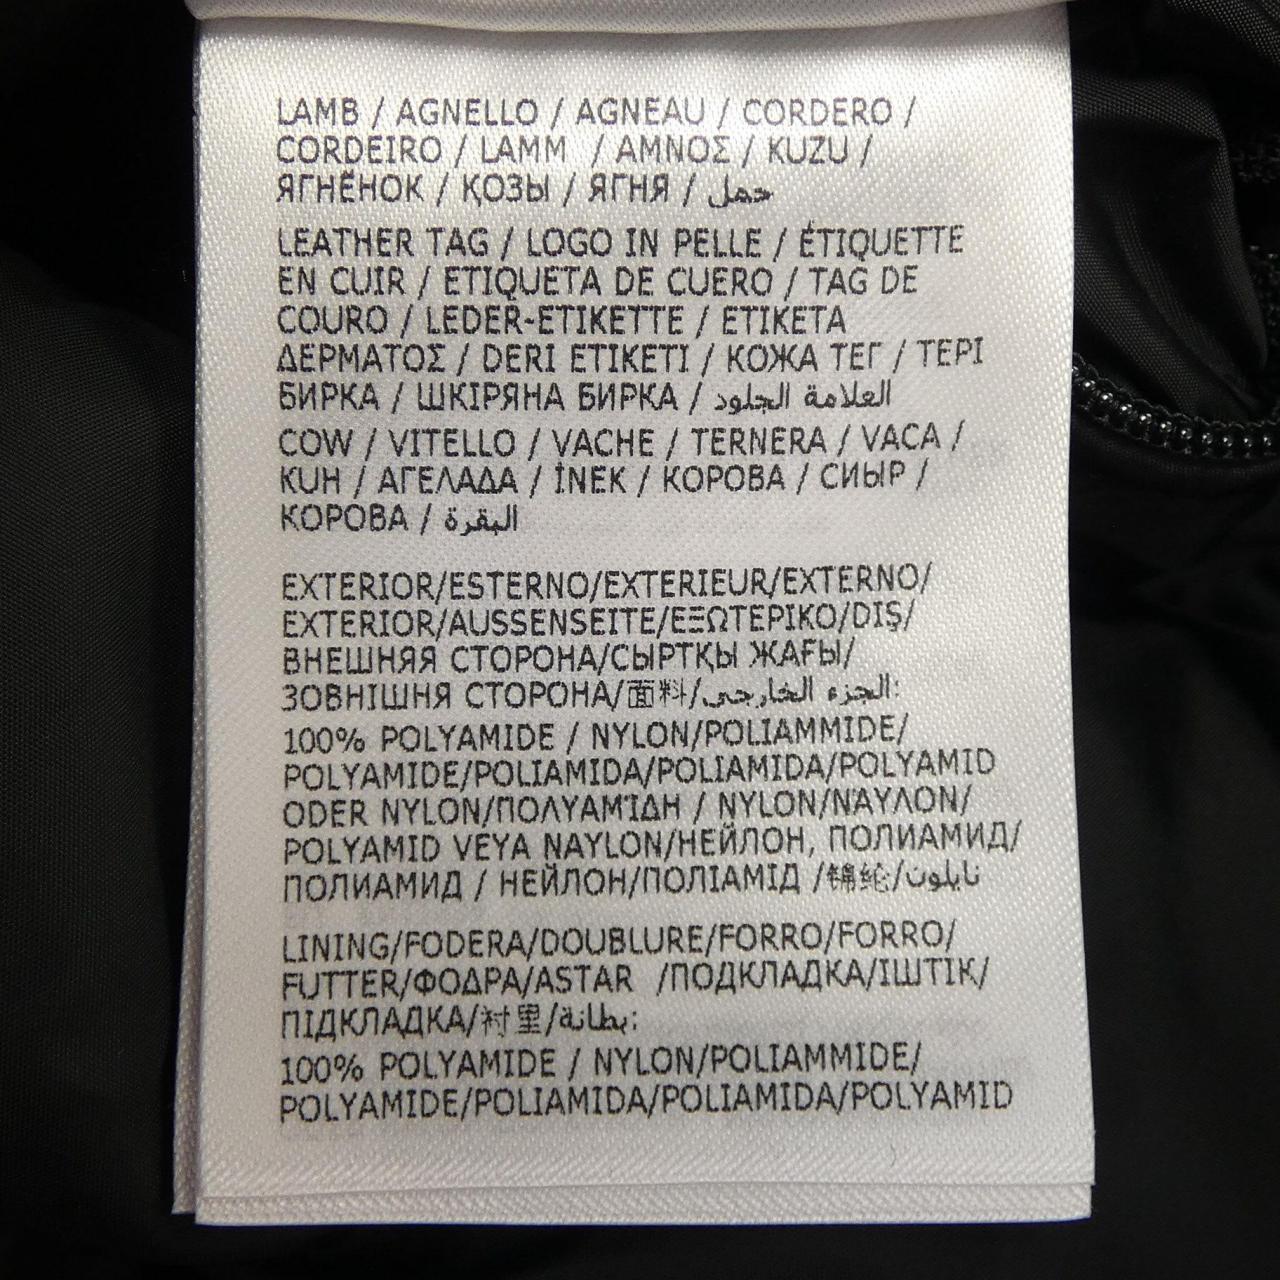 LAMB / AGNELLO / AGNEAU / CORDERO /
CORDEIRO / LAMM / ΑΜΝΟΣ / KUZU /
ЯГНЁНОК / ҚОЗЫ / ЯГНЯ / حمل
LEATHER TAG / LOGO IN PELLE / ÉTIQUETTE
EN CUIR / ETIQUETA DE CUERO / TAG DE
COURO / LEDER-ETIKETTE / ETIKETA
ΔΕΡΜΑΤΟΣ / DERI ETIKETI / КОЖА ТЕГ / ТЕРІ
БИРКА / ШКІРЯНА БИРКА / العلامة الجلود
COW / VITELLO / VACHE / TERNERA / VACA /
KUH / ΑΓΕΛΑΔΑ / İNEK / КОРОВА / СИЫР /
КОРОВА / البقرة
EXTERIOR/ESTERNO/EXTERIEUR/EXTERNO/
EXTERIOR/AUSSENSEITE/ΕΞΩΤΕΡΙΚΟ/DIŞ/
ВНЕШНЯЯ СТОРОНА/СЫРТҚЫ ЖАҒЫ/
ЗОВНІШНЯ СТОРОНА/面料/الجزء الخارجي:
100% POLYAMIDE / NYLON/POLIAMMIDE/
POLYAMIDE/POLIAMIDA/POLIAMIDA/POLYAMID
ODER NYLON/ΠΟΛΥΑΜΊΔΗ / NYLON/ΝΆΥΛΟΝ/
POLYAMID VEYA NAYLON/НЕЙЛОН, ПОЛИАМИД/
ПОЛИАМИД / НЕЙЛОН/ПОЛІАМІД /锦纶/نايلون
LINING/FODERA/DOUBLURE/FORRO/FORRO/
FUTTER/ΦΟΔΡΑ/ASTAR /ПОДКЛАДКА/ІШТІК/
ПІДКЛАДКА/衬里/بطانة:
100% POLYAMIDE / NYLON/POLIAMMIDE/
POLYAMIDE/POLIAMIDA/POLIAMIDA/POLYAMID